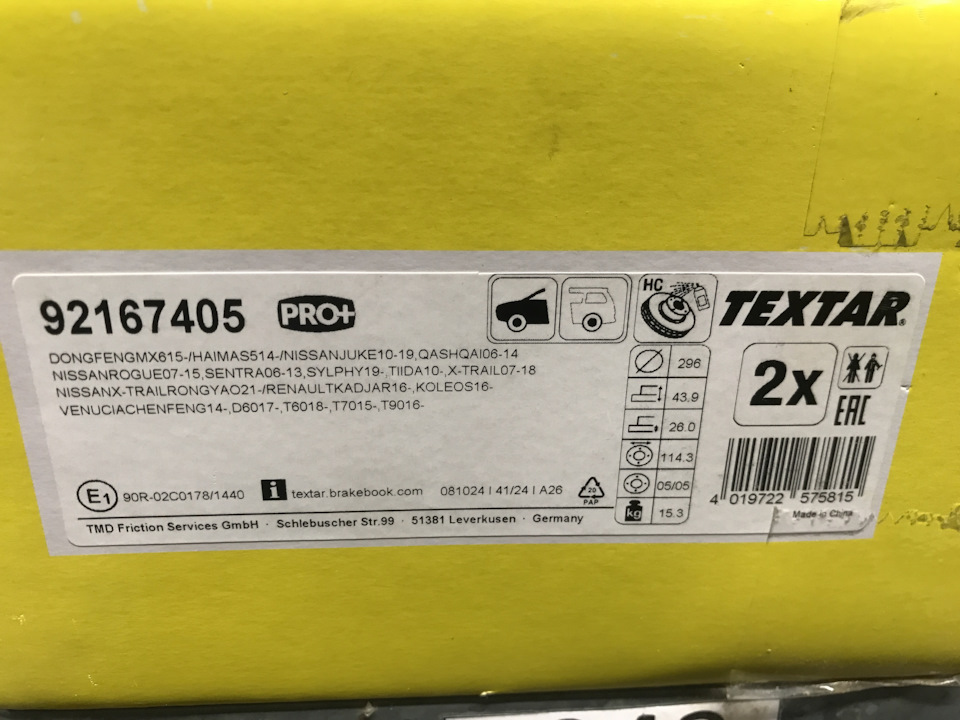 92167405 PRO+
HC
TEXTAR®
DONGFENGMX615-/HAIMAS514-/NISSANJUKE10-19,QASHQAI06-14
NISSANROGUE07-15,SENTRA06-13,SYLPHY19-,TIIDA10-,X-TRAIL07-18
NISSANX-TRAILRONGYAO21-/RENAULTKADJAR16-,KOLEOS16-
VENUCIACHENFENG14-,D6017-,T6018-,T7015-,T9016-
296
43.9
26.0
114.3
05/05
kg 15.3
2x
EAC
E1 90R-02C0178/1440
i textar.brakebook.com
081024 | 41/24 | A26
20
PAP
TMD Friction Services GmbH · Schlebuscher Str.99 · 51381 Leverkusen · Germany
4 019722 575815
Made in China